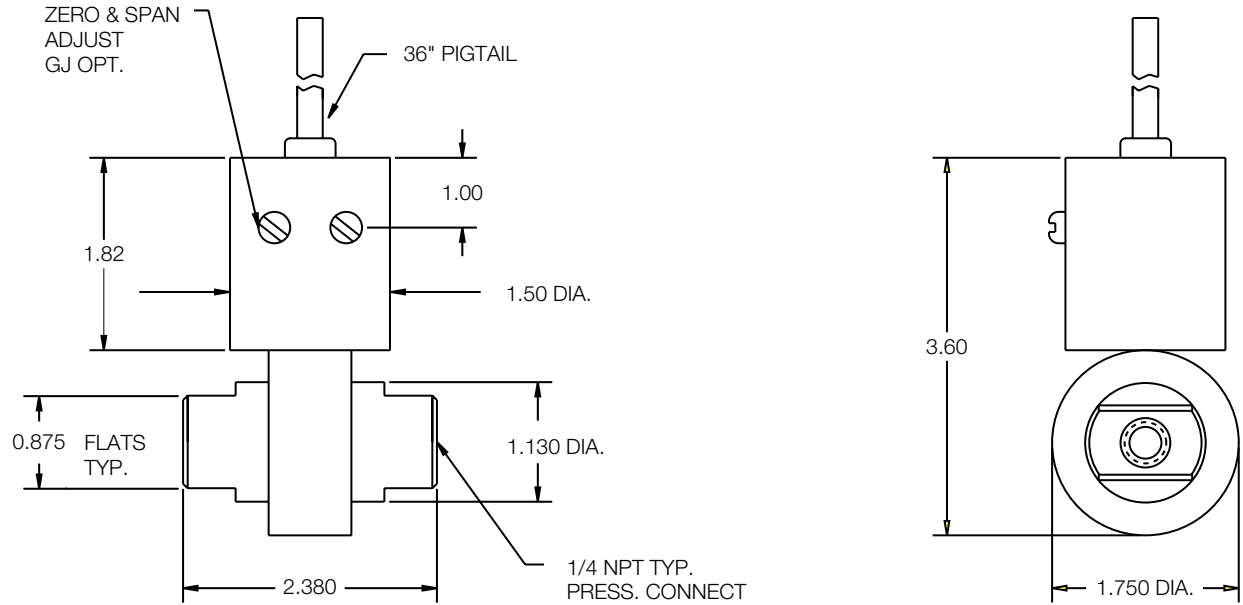 ZERO & SPAN
ADJUST
GJ OPT.
36" PIGTAIL
1.00
1.82
1.50 DIA.
0.875 FLATS
TYP.
1.130 DIA.
2.380
1/4 NPT TYP.
PRESS. CONNECT
3.60
1.750 DIA.